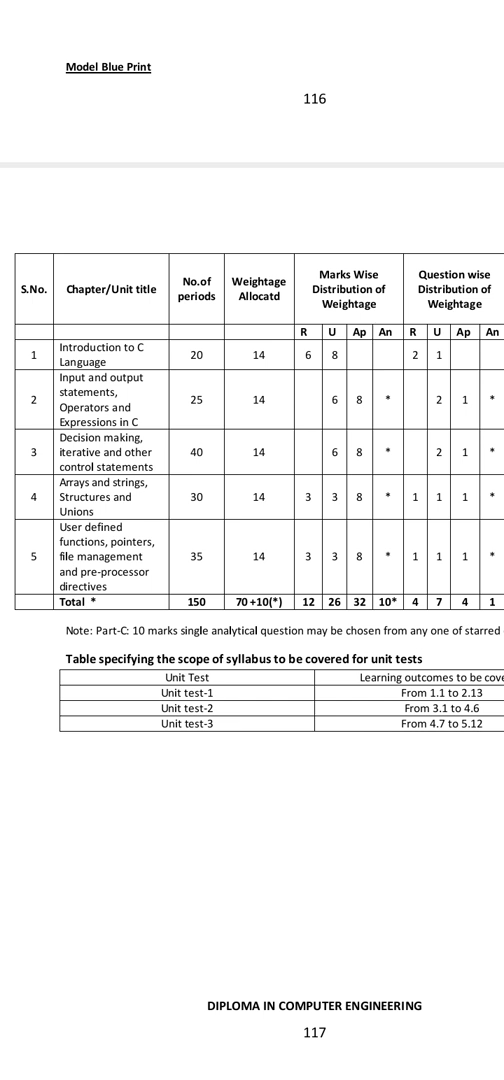 Model Blue Print
116
S.No. Chapter/Unit title No.of periods Weightage Allocatd Marks Wise Distribution of Weightage Question wise Distribution of Weightage
R U Ap An R U Ap An
1 Introduction to C Language 20 14 6 8 2 1
2 Input and output statements, Operators and Expressions in C 25 14 6 8 * 2 1 *
3 Decision making, iterative and other control statements 40 14 6 8 * 2 1 *
4 Arrays and strings, Structures and Unions 30 14 3 3 8 * 1 1 1 *
5 User defined functions, pointers, file management and pre-processor directives 35 14 3 3 8 * 1 1 1 *
Total * 150 70+10(*) 12 26 32 10* 4 7 4 1
Note: Part-C: 10 marks single analytical question may be chosen from any one of starred
Table specifying the scope of syllabus to be covered for unit tests
Unit Test Learning outcomes to be cove
Unit test-1 From 1.1 to 2.13
Unit test-2 From 3.1 to 4.6
Unit test-3 From 4.7 to 5.12
DIPLOMA IN COMPUTER ENGINEERING
117